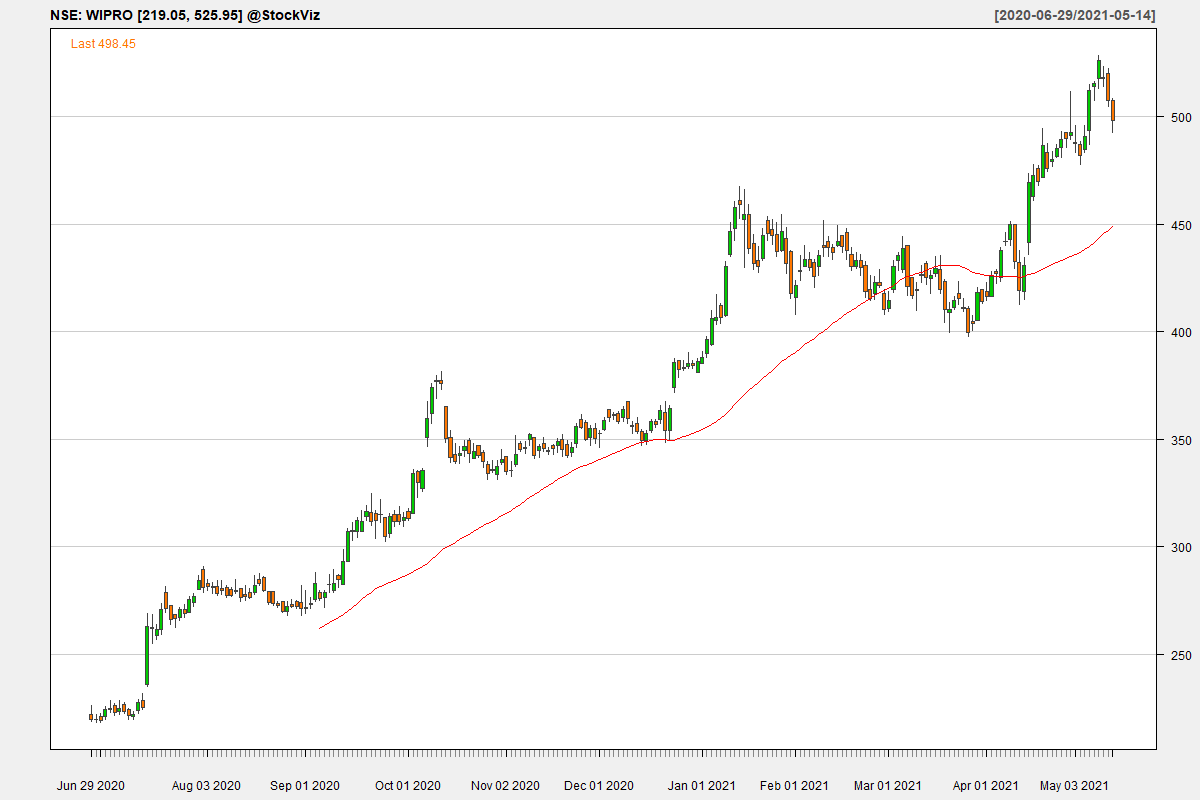 NSE: WIPRO [219.05, 525.95] @StockViz [2020-06-29/2021-05-14]
Last 498.45
500
450
400
350
300
250
Jun 29 2020 Aug 03 2020 Sep 01 2020 Oct 01 2020 Nov 02 2020 Dec 01 2020 Jan 01 2021 Feb 01 2021 Mar 01 2021 Apr 01 2021 May 03 2021